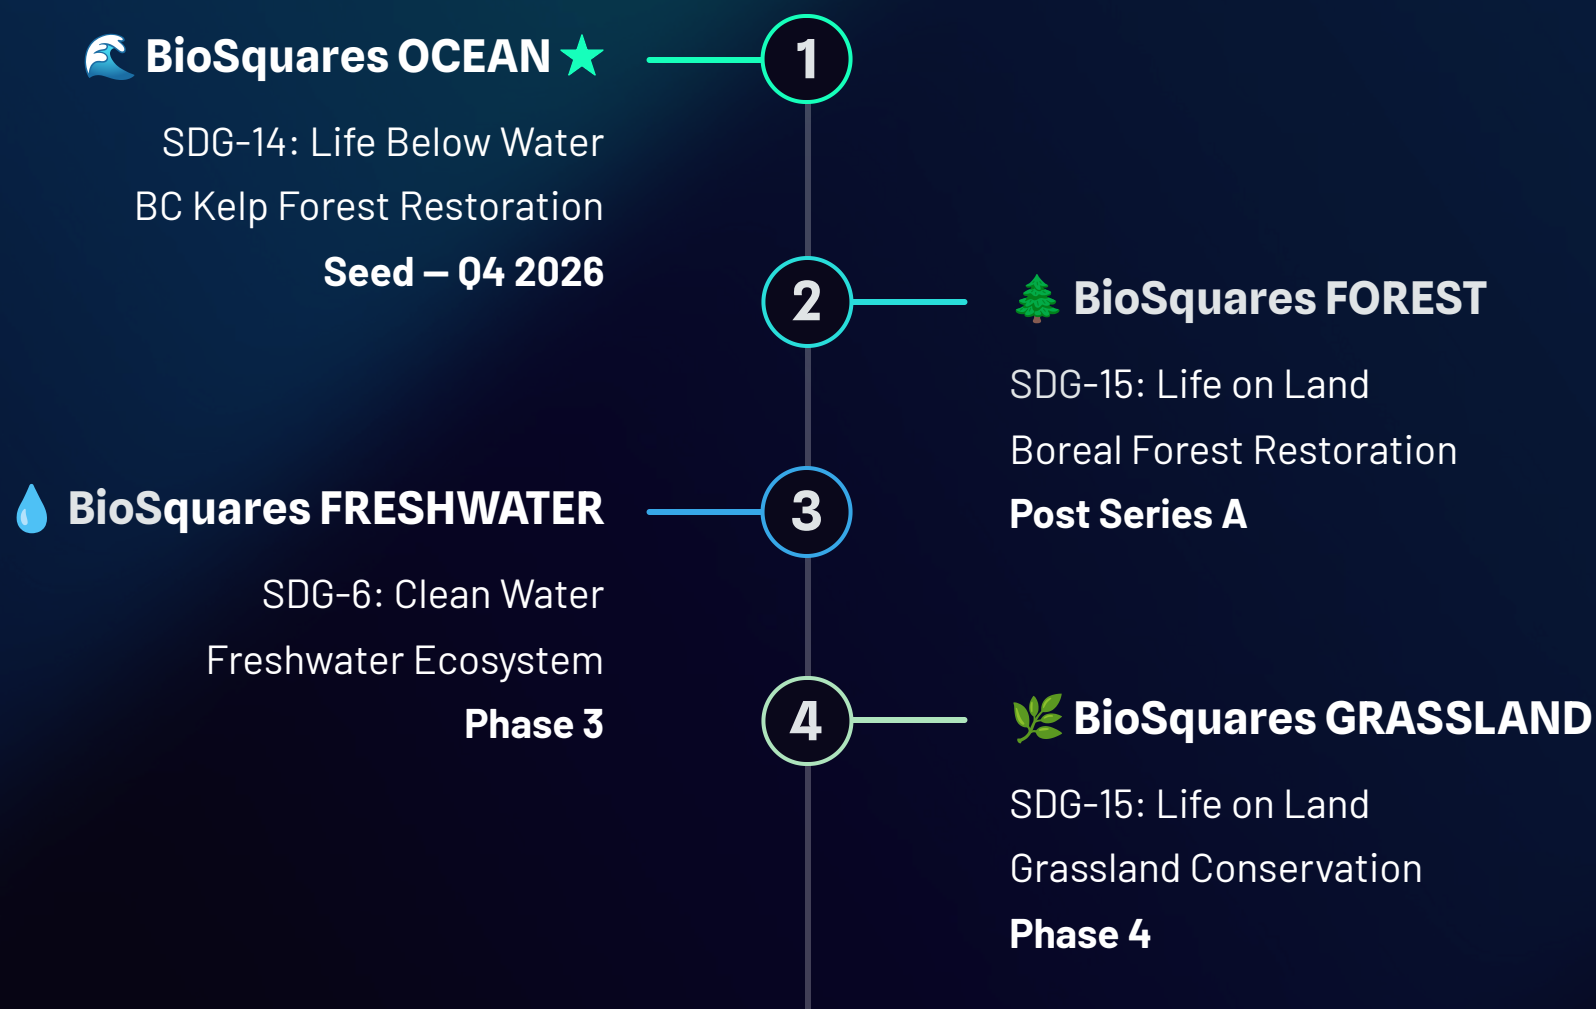 🌊 BioSquares OCEAN ★
SDG-14: Life Below Water
BC Kelp Forest Restoration
Seed — Q4 2026
1
2
🌲 BioSquares FOREST
SDG-15: Life on Land
Boreal Forest Restoration
Post Series A
💧 BioSquares FRESHWATER
SDG-6: Clean Water
Freshwater Ecosystem
Phase 3
3
4
🌿 BioSquares GRASSLAND
SDG-15: Life on Land
Grassland Conservation
Phase 4